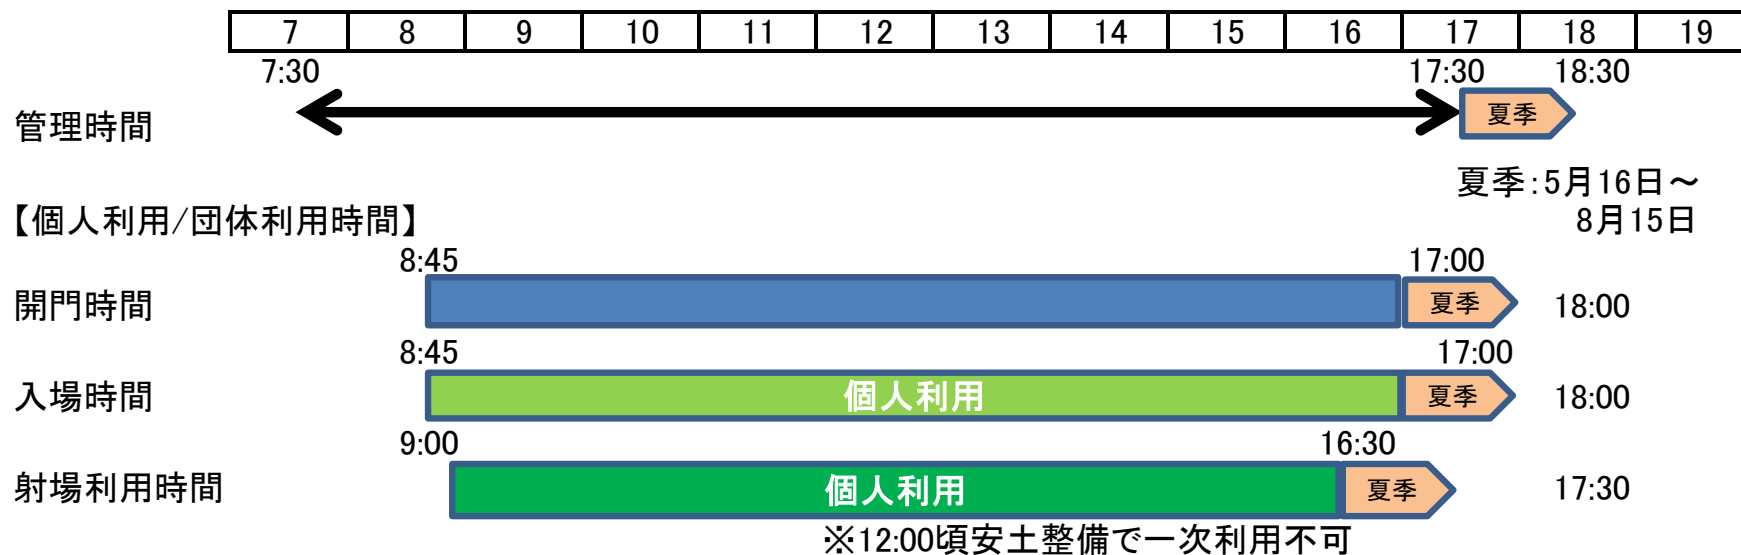 7 8 9 10 11 12 13 14 15 16 17 18 19
7:30 17:30 18:30
管理時間 夏季
夏季:5月16日～
8月15日
【個人利用/団体利用時間】
8:45 17:00
開門時間 夏季 18:00
8:45 17:00
入場時間 個人利用 夏季 18:00
9:00 16:30
射場利用時間 個人利用 夏季 17:30
※12:00頃安土整備で一次利用不可